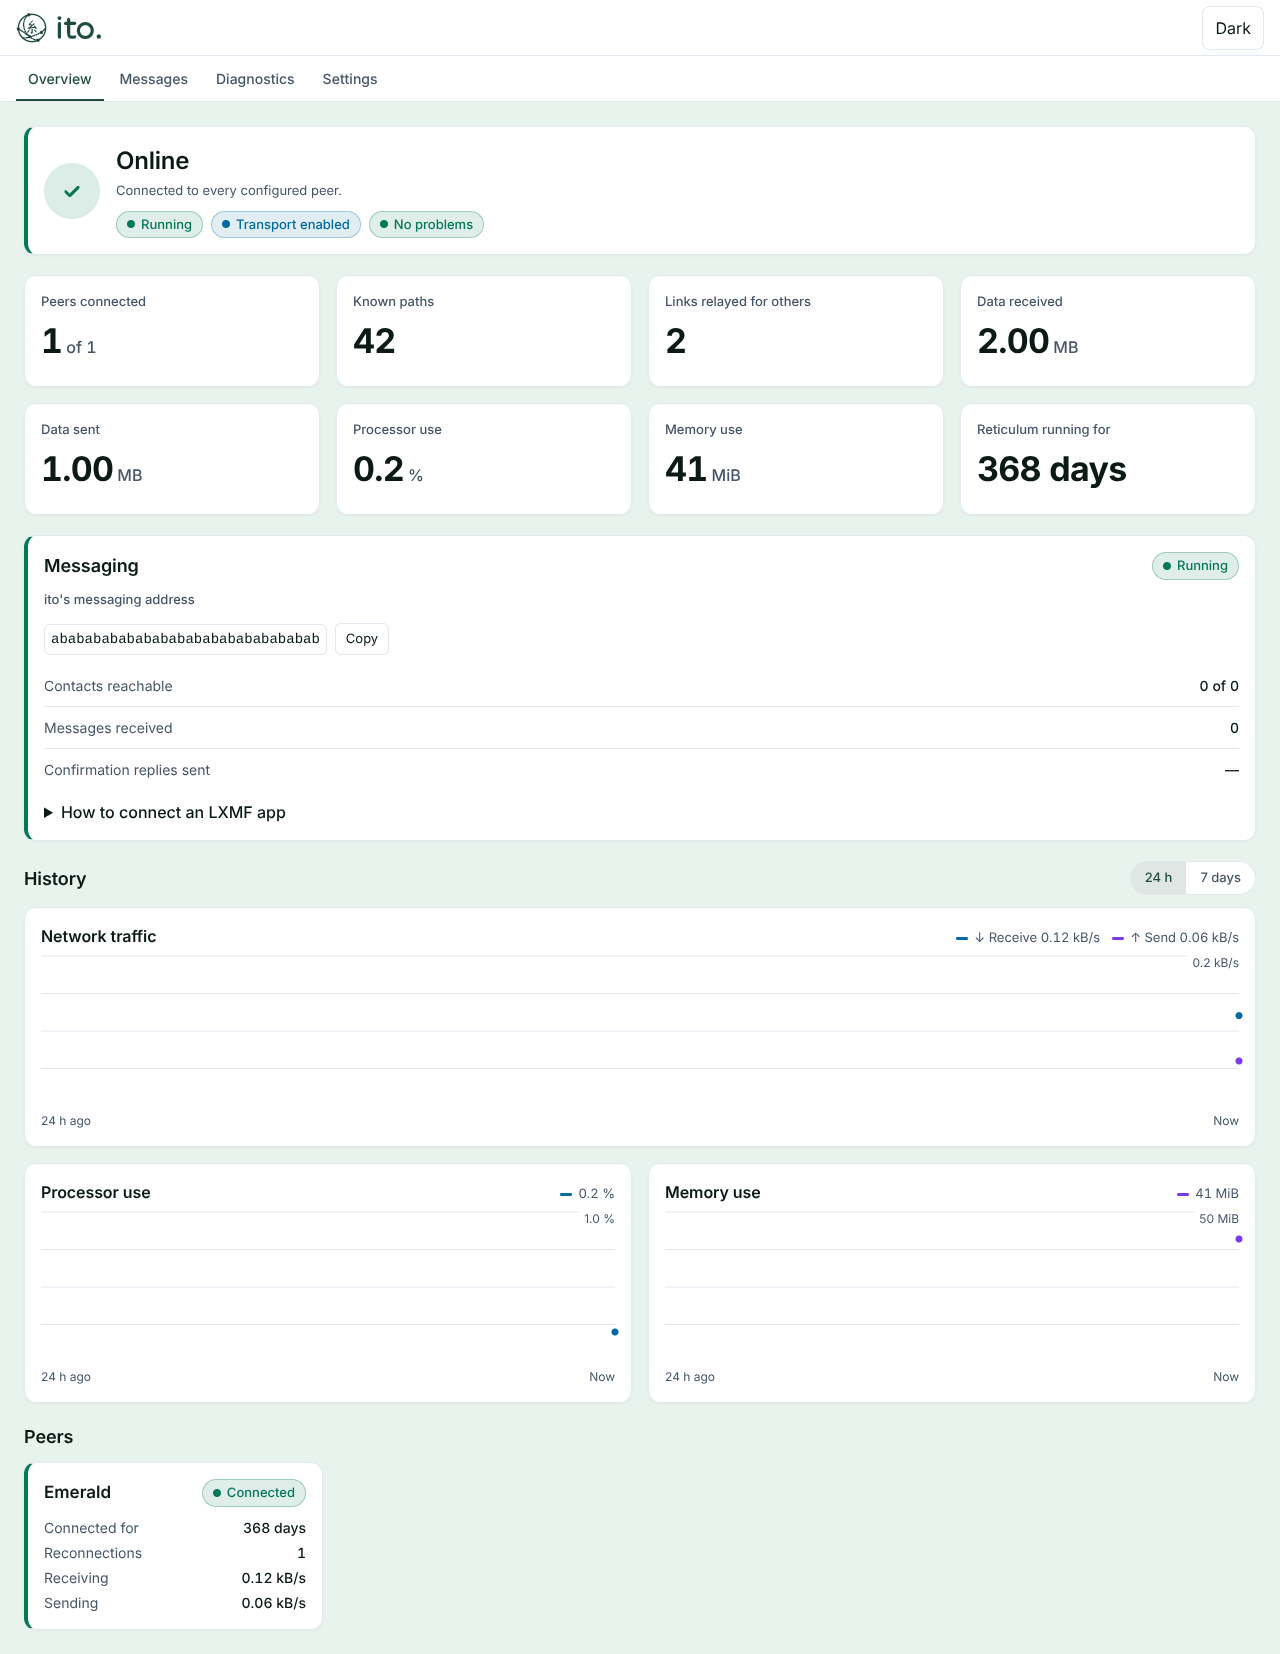 ito.
Dark
Overview Messages Diagnostics Settings
Online
Connected to every configured peer.
Running Transport enabled No problems
Peers connected
1 of 1
Known paths
42
Links relayed for others
2
Data received
2.00 MB
Data sent
1.00 MB
Processor use
0.2 %
Memory use
41 MiB
Reticulum running for
368 days
Messaging
Running
ito's messaging address
abababababababababababababababab
Copy
Contacts reachable 0 of 0
Messages received 0
Confirmation replies sent —
How to connect an LXMF app
History
24 h 7 days
Network traffic
↓ Receive 0.12 kB/s ↑ Send 0.06 kB/s
0.2 kB/s
24 h ago Now
Processor use
0.2 %
1.0 %
24 h ago Now
Memory use
41 MiB
50 MiB
24 h ago Now
Peers
Emerald
Connected
Connected for 368 days
Reconnections 1
Receiving 0.12 kB/s
Sending 0.06 kB/s